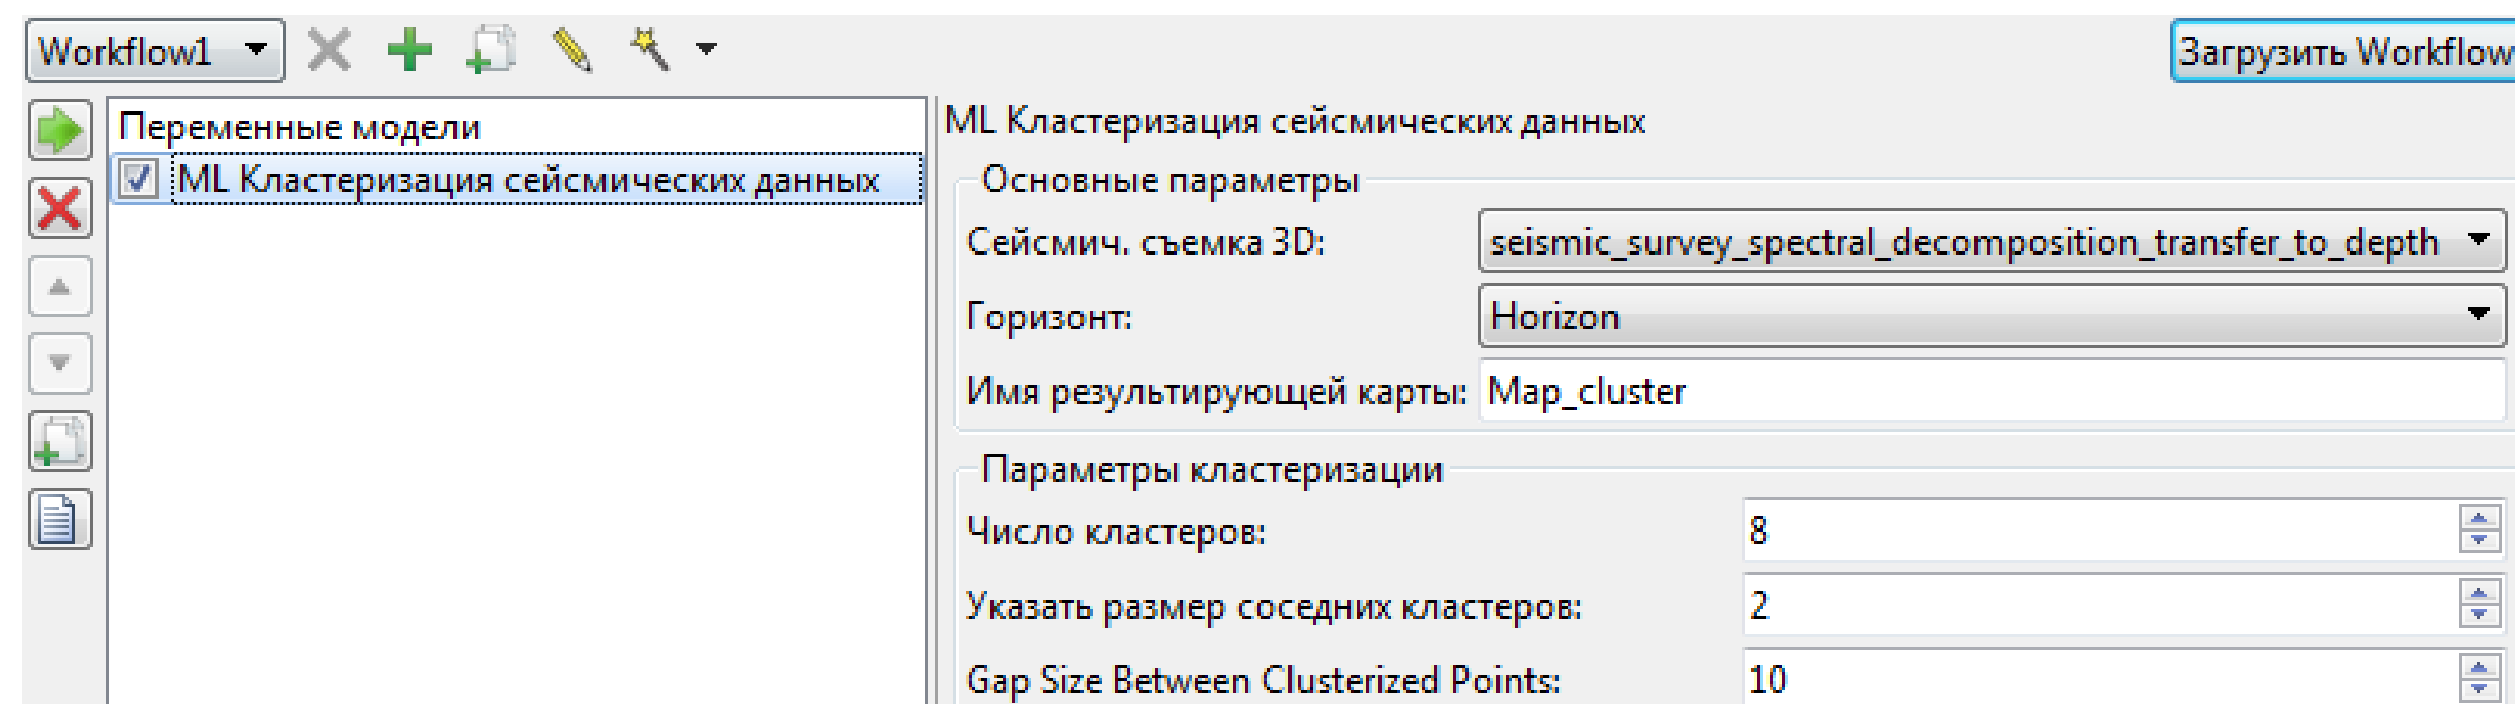 Workflow1
Загрузить Workflow
Переменные модели
ML Кластеризация сейсмических данных
ML Кластеризация сейсмических данных
Основные параметры
Сейсмич. съемка 3D: seismic_survey_spectral_decomposition_transfer_to_depth
Горизонт: Horizon
Имя результирующей карты: Map_cluster
Параметры кластеризации
Число кластеров: 8
Указать размер соседних кластеров: 2
Gap Size Between Clusterized Points: 10